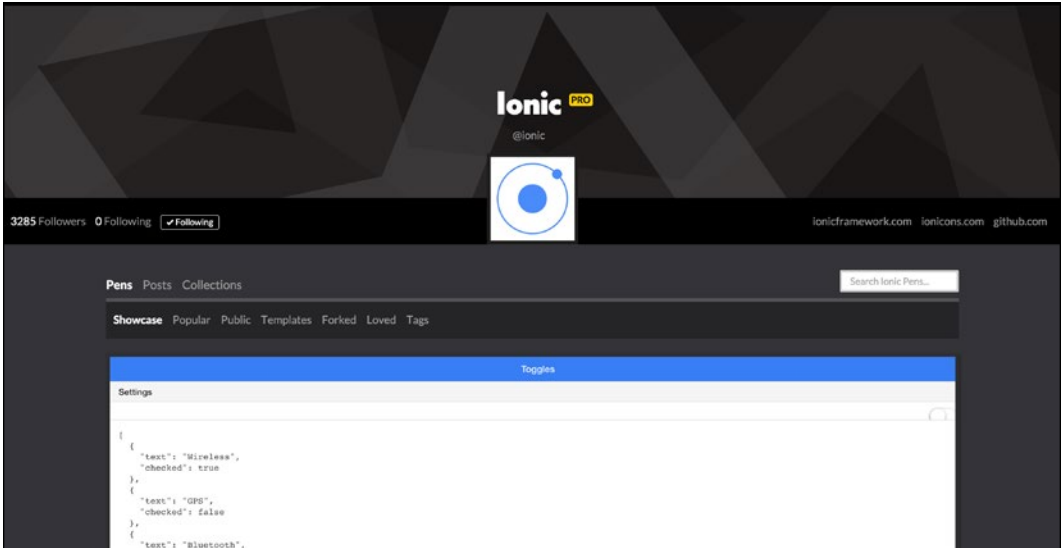 Ionic PRO
@ionic
3285 Followers 0 Following ✔Following
ionicframework.com ionicons.com github.com
Pens Posts Collections
Search Ionic Pens...
Showcase Popular Public Templates Forked Loved Tags
Toggles
Settings
[
{
"text": "Wireless",
"checked": true
},
{
"text": "GPS",
"checked": false
},
{
"text": "Bluetooth",